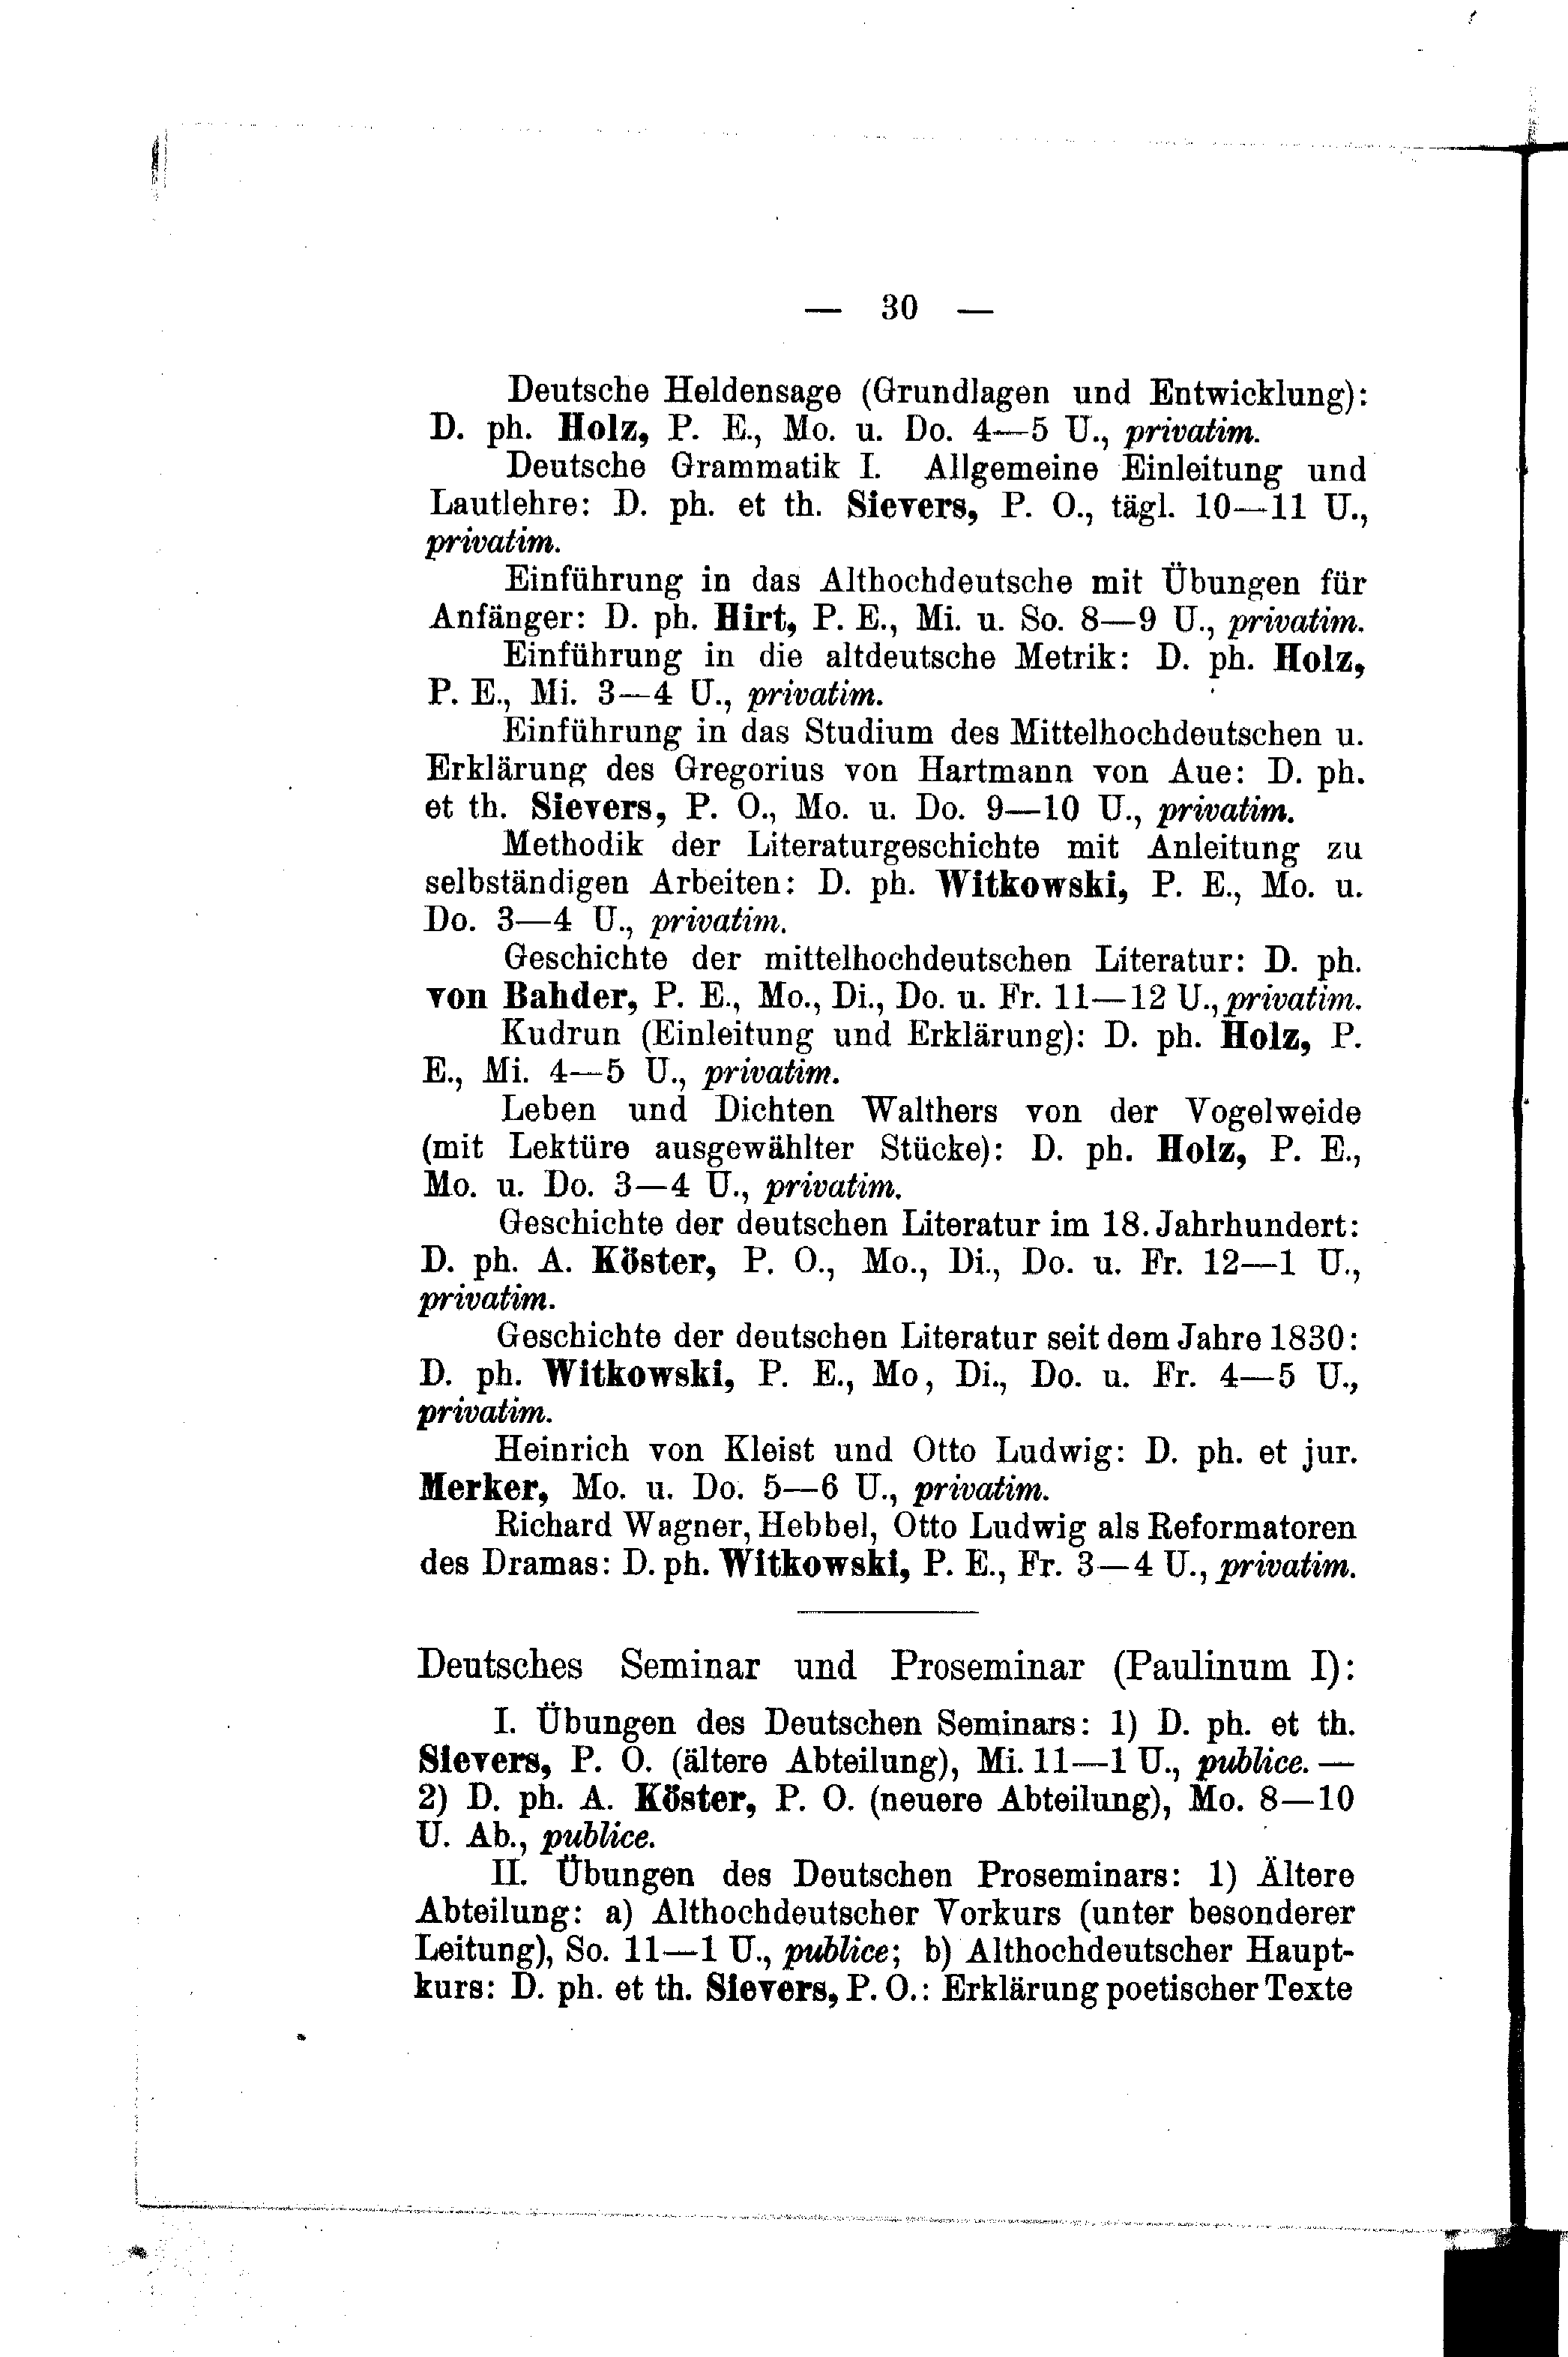 — 30 —
Deutsche Heldensage (Grundlagen und Entwicklung):
D. ph. Holz, P. E., Mo. u. Do. 4—5 U., privatim.
Deutsche Grammatik I. Allgemeine Einleitung und
Lautlehre: D. ph. et th. Sievers, P. O., tägl. 10—11 U.,
privatim.
Einführung in das Althochdeutsche mit Übungen für
Anfänger: D. ph. Hirt, P. E., Mi. u. So. 8—9 U., privatim.
Einführung in die altdeutsche Metrik: D. ph. Holz,
P. E., Mi. 3—4 U., privatim.
Einführung in das Studium des Mittelhochdeutschen u.
Erklärung des Gregorius von Hartmann von Aue: D. ph.
et th. Sievers, P. O., Mo. u. Do. 9—10 U., privatim.
Methodik der Literaturgeschichte mit Anleitung zu
selbständigen Arbeiten: D. ph. Witkowski, P. E., Mo. u.
Do. 3—4 U., privatim.
Geschichte der mittelhochdeutschen Literatur: D. ph.
von Bahder, P. E., Mo., Di., Do. u. Fr. 11—12 U., privatim.
Kudrun (Einleitung und Erklärung): D. ph. Holz, P.
E., Mi. 4—5 U., privatim.
Leben und Dichten Walthers von der Vogelweide
(mit Lektüre ausgewählter Stücke): D. ph. Holz, P. E.,
Mo. u. Do. 3—4 U., privatim.
Geschichte der deutschen Literatur im 18. Jahrhundert:
D. ph. A. Köster, P. O., Mo., Di., Do. u. Fr. 12—1 U.,
privatim.
Geschichte der deutschen Literatur seit dem Jahre 1830:
D. ph. Witkowski, P. E., Mo, Di., Do. u. Fr. 4—5 U.,
privatim.
Heinrich von Kleist und Otto Ludwig: D. ph. et jur.
Merker, Mo. u. Do. 5—6 U., privatim.
Richard Wagner, Hebbel, Otto Ludwig als Reformatoren
des Dramas: D. ph. Witkowski, P. E., Fr. 3—4 U., privatim.
Deutsches Seminar und Proseminar (Paulinum I):
I. Übungen des Deutschen Seminars: 1) D. ph. et th.
Sievers, P. O. (ältere Abteilung), Mi. 11—1 U., publice. —
2) D. ph. A. Köster, P. O. (neuere Abteilung), Mo. 8—10
U. Ab., publice.
II. Übungen des Deutschen Proseminars: 1) Ältere
Abteilung: a) Althochdeutscher Vorkurs (unter besonderer
Leitung), So. 11—1 U., publice; b) Althochdeutscher Haupt-
kurs: D. ph. et th. Sievers, P. O.: Erklärung poetischer Texte